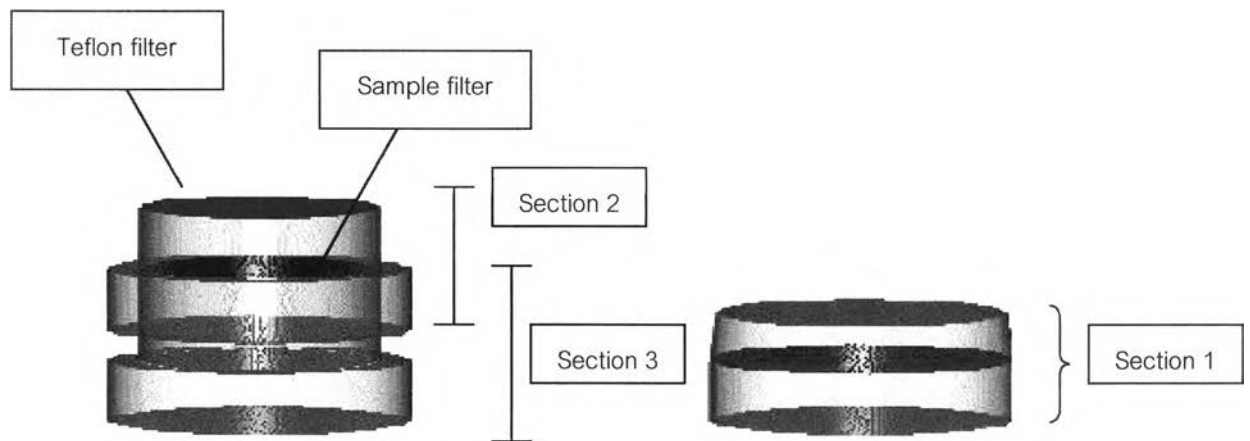 Teflon filter
Sample filter
Section 2
Section 3
Section 1